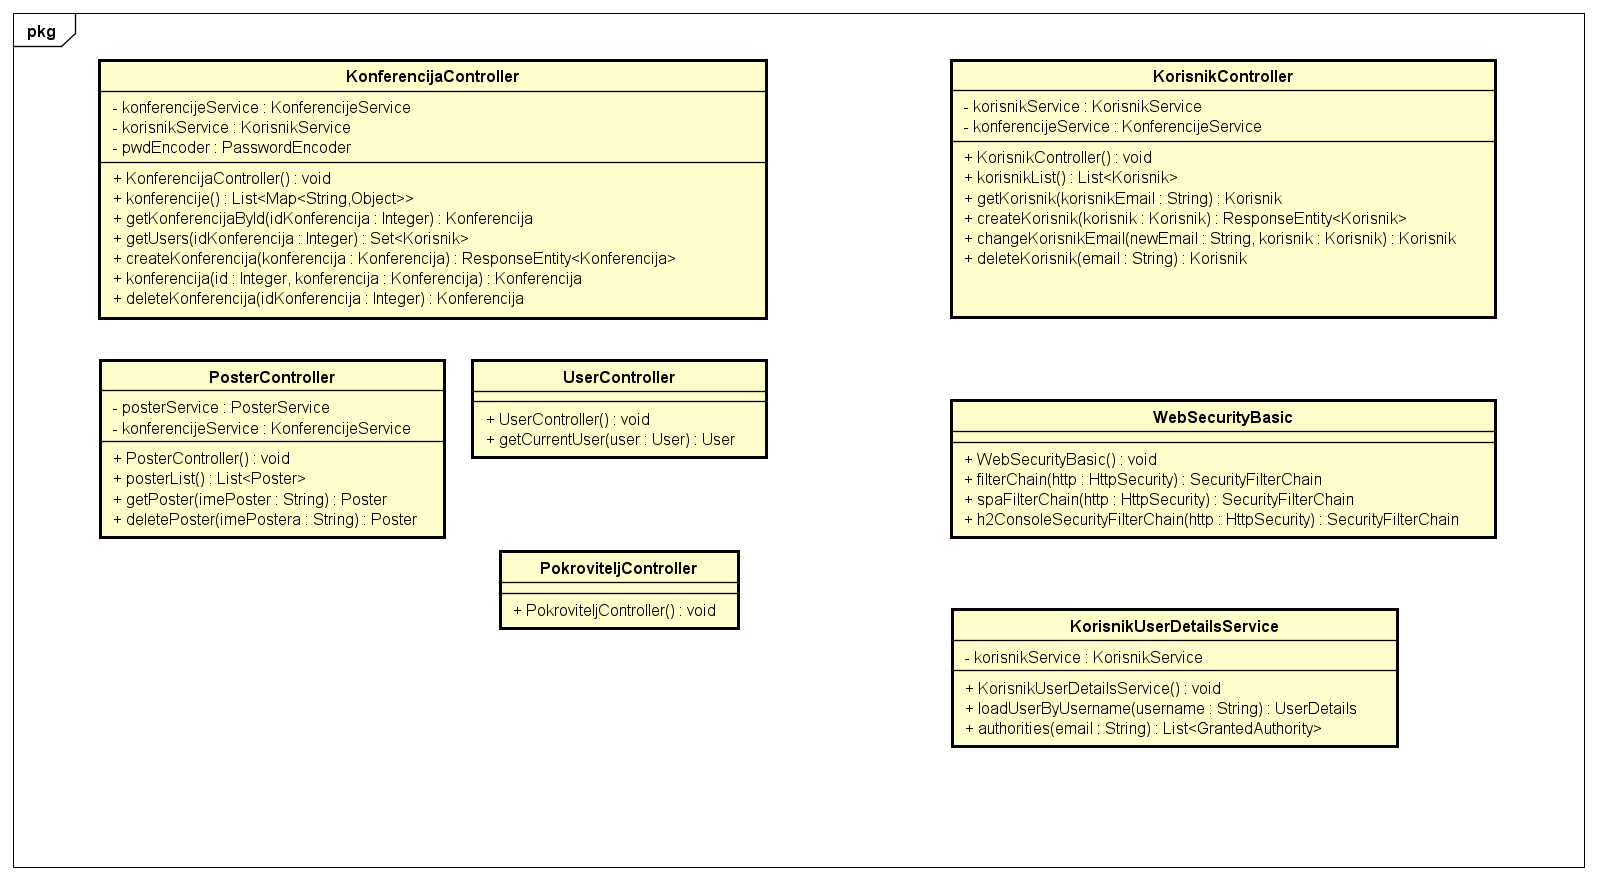 pkg
KonferencijaController
- konferencijeService : KonferencijeService
- korisnikService : KorisnikService
- pwdEncoder : PasswordEncoder
+ KonferencijaController() : void
+ konferencije() : List<Map<String,Object>>
+ getKonferencijaById(idKonferencija : Integer) : Konferencija
+ getUsers(idKonferencija : Integer) : Set<Korisnik>
+ createKonferencija(konferencija : Konferencija) : ResponseEntity<Konferencija>
+ konferencija(id : Integer, konferencija : Konferencija) : Konferencija
+ deleteKonferencija(idKonferencija : Integer) : Konferencija
KorisnikController
- korisnikService : KorisnikService
- konferencijeService : KonferencijeService
+ KorisnikController() : void
+ korisnikList() : List<Korisnik>
+ getKorisnik(korisnikEmail : String) : Korisnik
+ createKorisnik(korisnik : Korisnik) : ResponseEntity<Korisnik>
+ changeKorisnikEmail(newEmail : String, korisnik : Korisnik) : Korisnik
+ deleteKorisnik(email : String) : Korisnik
PosterController
- posterService : PosterService
- konferencijeService : KonferencijeService
+ PosterController() : void
+ posterList() : List<Poster>
+ getPoster(imePoster : String) : Poster
+ deletePoster(imePostera : String) : Poster
UserController
+ UserController() : void
+ getCurrentUser(user : User) : User
WebSecurityBasic
+ WebSecurityBasic() : void
+ filterChain(http : HttpSecurity) : SecurityFilterChain
+ spaFilterChain(http : HttpSecurity) : SecurityFilterChain
+ h2ConsoleSecurityFilterChain(http : HttpSecurity) : SecurityFilterChain
PokroviteljController
+ PokroviteljController() : void
KorisnikUserDetailsService
- korisnikService : KorisnikService
+ KorisnikUserDetailsService() : void
+ loadUserByUsername(username : String) : UserDetails
+ authorities(email : String) : List<GrantedAuthority>